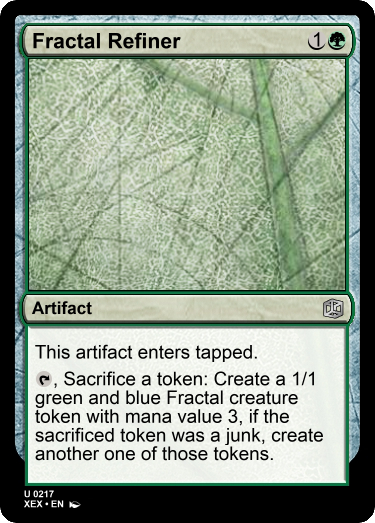 Fractal Refiner 1
Artifact
This artifact enters tapped.
, Sacrifice a token: Create a 1/1
green and blue Fractal creature
token with mana value 3, if the
sacrificed token was a junk, create
another one of those tokens.
U 0217
XEX • EN